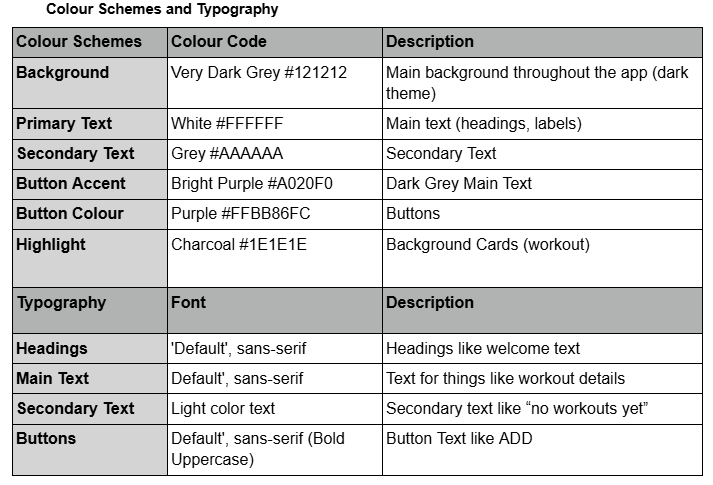 Colour Schemes and Typography
Colour Schemes Colour Code Description
Background Very Dark Grey #121212 Main background throughout the app (dark
theme)
Primary Text White #FFFFFF Main text (headings, labels)
Secondary Text Grey #AAAAAA Secondary Text
Button Accent Bright Purple #A020F0 Dark Grey Main Text
Button Colour Purple #FFBB86FC Buttons
Highlight Charcoal #1E1E1E Background Cards (workout)
Typography Font Description
Headings 'Default', sans-serif Headings like welcome text
Main Text Default', sans-serif Text for things like workout details
Secondary Text Light color text Secondary text like “no workouts yet”
Buttons Default', sans-serif (Bold Button Text like ADD
Uppercase)